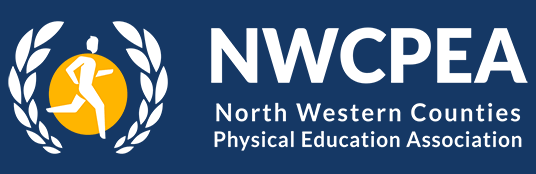 NWCPEA
North Western Counties
Physical Education Association